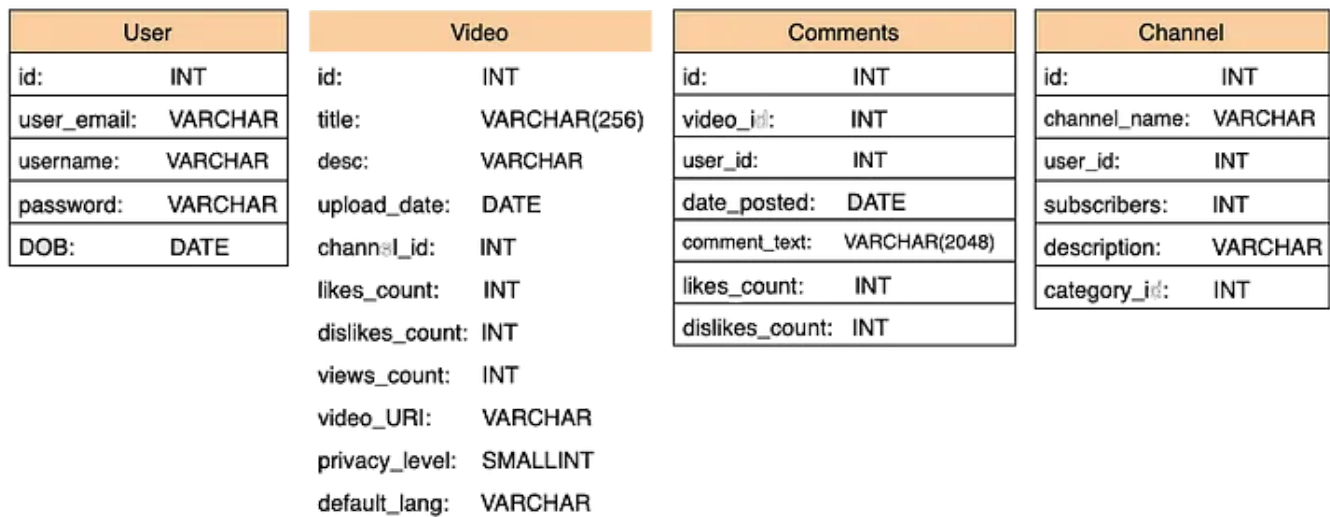 User
id: INT
user_email: VARCHAR
username: VARCHAR
password: VARCHAR
DOB: DATE
Video
id: INT
title: VARCHAR(256)
desc: VARCHAR
upload_date: DATE
channel_id: INT
likes_count: INT
dislikes_count: INT
views_count: INT
video_URI: VARCHAR
privacy_level: SMALLINT
default_lang: VARCHAR
Comments
id: INT
video_id: INT
user_id: INT
date_posted: DATE
comment_text: VARCHAR(2048)
likes_count: INT
dislikes_count: INT
Channel
id: INT
channel_name: VARCHAR
user_id: INT
subscribers: INT
description: VARCHAR
category_id: INT